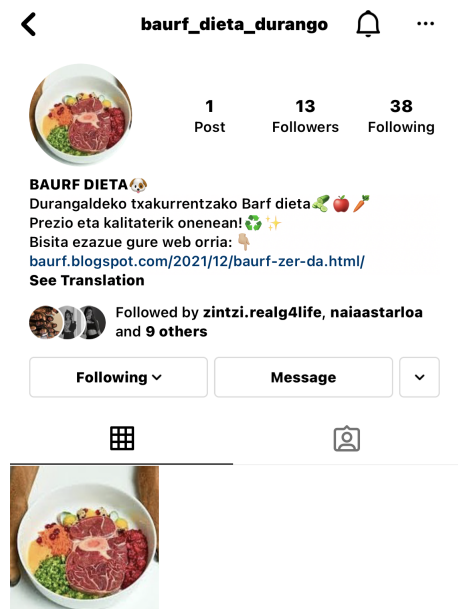 baurf_dieta_durango
1 13 38
Post Followers Following
BAURF DIETA🐶
Durangaldeko txakurrentzako Barf dieta🥒🍎🥕
Prezio eta kalitaterik onenean!♻️✨
Bisita ezazue gure web orria: 👇🏼
baurf.blogspot.com/2021/12/baurf-zer-da.html/
See Translation
Followed by zintzi.realg4life, naiaastarloa
and 9 others
Following Message